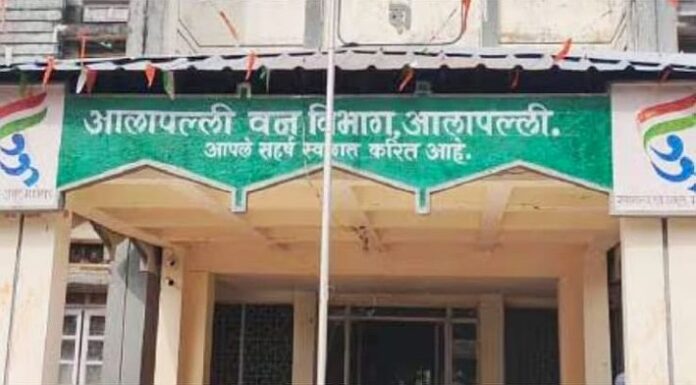 आलापल्ली वन विभाग, आलापल्ली.
आपले सहर्ष स्वागत करित आहे.